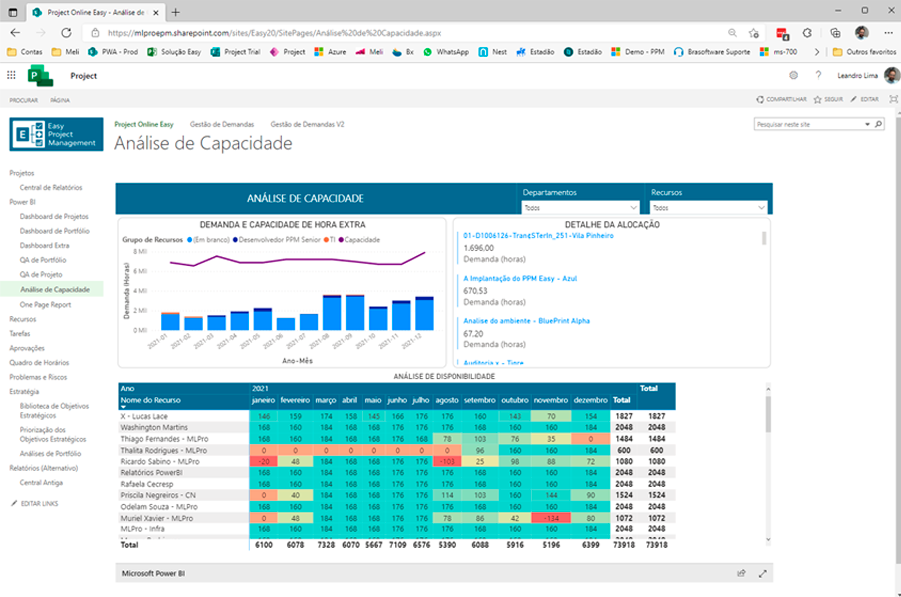 Project Online Easy - Análise de
https://mlproepm.sharepoint.com/sites/Easy20/SitePages/Análise%20de%20Capacidade.aspx
Contas Meli PWA - Prod Solução Easy Project Trial Project Azure Meli Bx WhatsApp Nest Estadão Estadão Demo - PPM Brasoftware Suporte ms-700 Outros favoritos
Project
Leandro Lima
PROCURAR PÁGINA
COMPARTILHAR SEGUIR EDITAR
Easy
Project
Management
Project Online Easy Gestão de Demandas Gestão de Demandas V2
Pesquisar neste site
Análise de Capacidade
Projetos
Central de Relatórios
Power BI
Dashboard de Projetos
Dashboard de Portfólio
Dashboard Extra
QA de Portfólio
QA de Projeto
Análise de Capacidade
One Page Report
Recursos
Tarefas
Aprovações
Quadro de Horários
Problemas e Riscos
Estratégia
Biblioteca de Objetivos
Estratégicos
Priorização dos
Objetivos Estratégicos
Análises de Portfólio
Relatórios (Alternativo)
Central Antiga
EDITAR LINKS
ANÁLISE DE CAPACIDADE
Departamentos
Todos
Recursos
Todos
DEMANDA E CAPACIDADE DE HORA EXTRA
Grupo de Recursos (Em branco) Desenvolvedor PPM Senior TI Capacidade
Demanda (Horas)
8 Mil
6 Mil
4 Mil
2 Mil
0 Mil
2021-01 2021-02 2021-03 2021-04 2021-05 2021-06 2021-07 2021-08 2021-09 2021-10 2021-11 2021-12
Ano-Mês
DETALHE DA ALOCAÇÃO
01-D1006126-Tran¢STerIn_251-Vila Pinheiro
1.696,00
Demanda (horas)
A Implantação do PPM Easy - Azul
670,53
Demanda (horas)
Analise do ambiente - BluePrint Alpha
67,20
Demanda (horas)
Auditoria x - Tigre
ANÁLISE DE DISPONIBILIDADE
Ano 2021 Total
Nome do Recurso janeiro fevereiro março abril maio junho julho agosto setembro outubro novembro dezembro Total
X - Lucas Lace 146 159 174 158 145 166 176 176 160 143 70 154 1827 1827
Washington Martins 168 160 184 168 168 176 176 176 168 160 160 184 2048 2048
Thiago Fernandes - MLPro 168 160 184 168 168 176 168 78 103 76 35 0 1484 1484
Thalita Rodrigues - MLPro 0 0 0 0 0 0 0 0 96 160 160 184 600 600
Ricardo Sabino - MLPro -20 48 184 168 168 176 176 -103 25 98 88 72 1080 1080
Relatórios PowerBI 168 160 184 168 168 176 176 176 168 160 160 184 2048 2048
Rafaela Cecresp 168 160 184 168 168 176 176 176 168 160 160 184 2048 2048
Priscila Negreiros - CN 0 40 184 168 168 176 176 114 103 160 144 90 1524 1524
Odelam Souza - MLPro 168 160 184 168 168 176 176 176 168 160 160 184 2048 2048
Muriel Xavier - MLPro 0 48 184 168 168 176 176 78 86 42 -134 80 1072 1072
MLPro - Infra 168 160 184 168 168 176 176 176 168 160 160 184 2048 2048
Total 6100 6078 7328 6070 5667 7109 6576 5390 6088 5916 5196 6399 73918 73918
Microsoft Power BI